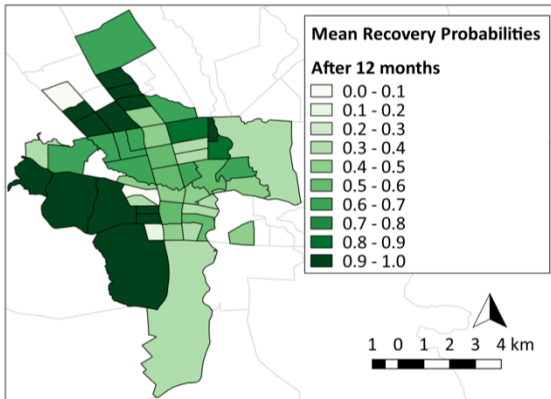 Mean Recovery Probabilities
After 12 months
0.0 - 0.1
0.1 - 0.2
0.2 - 0.3
0.3 - 0.4
0.4 - 0.5
0.5 - 0.6
0.6 - 0.7
0.7 - 0.8
0.8 - 0.9
0.9 - 1.0
1 0 1 2 3 4 km